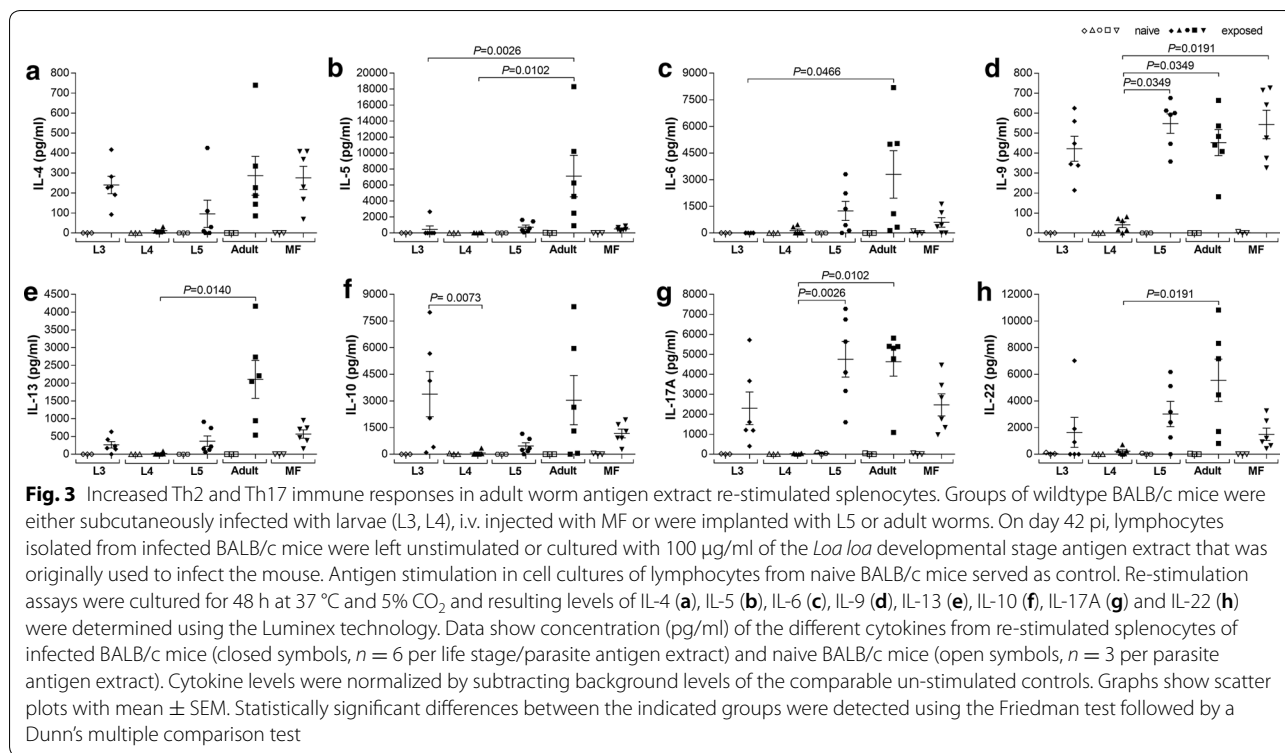 naive exposed
a
IL-4 (pg/ml)
800
700
600
500
400
300
200
100
0
L3 L4 L5 Adult MF
b
P=0.0026
P=0.0102
IL-5 (pg/ml)
20000
18000
16000
14000
12000
10000
8000
6000
4000
2000
0
L3 L4 L5 Adult MF
c
P=0.0466
IL-6 (pg/ml)
9000
7500
6000
4500
3000
1500
0
L3 L4 L5 Adult MF
d
P=0.0191
P=0.0349
P=0.0349
IL-9 (pg/ml)
900
800
700
600
500
400
300
200
100
0
L3 L4 L5 Adult MF
e
P=0.0140
IL-13 (pg/ml)
4500
4000
3500
3000
2500
2000
1500
1000
500
0
L3 L4 L5 Adult MF
f
P= 0.0073
IL-10 (pg/ml)
9000
7500
6000
4500
3000
1500
0
L3 L4 L5 Adult MF
g
P=0.0102
P=0.0026
IL-17A (pg/ml)
9000
8000
7000
6000
5000
4000
3000
2000
1000
0
L3 L4 L5 Adult MF
h
P=0.0191
IL-22 (pg/ml)
12000
10000
8000
6000
4000
2000
0
L3 L4 L5 Adult MF
Fig. 3 Increased Th2 and Th17 immune responses in adult worm antigen extract re-stimulated splenocytes. Groups of wildtype BALB/c mice were
either subcutaneously infected with larvae (L3, L4), i.v. injected with MF or were implanted with L5 or adult worms. On day 42 pi, lymphocytes
isolated from infected BALB/c mice were left unstimulated or cultured with 100 µg/ml of the Loa loa developmental stage antigen extract that was
originally used to infect the mouse. Antigen stimulation in cell cultures of lymphocytes from naive BALB/c mice served as control. Re-stimulation
assays were cultured for 48 h at 37 °C and 5% CO₂ and resulting levels of IL-4 (a), IL-5 (b), IL-6 (c), IL-9 (d), IL-13 (e), IL-10 (f), IL-17A (g) and IL-22 (h)
were determined using the Luminex technology. Data show concentration (pg/ml) of the different cytokines from re-stimulated splenocytes of
infected BALB/c mice (closed symbols, n = 6 per life stage/parasite antigen extract) and naive BALB/c mice (open symbols, n = 3 per parasite
antigen extract). Cytokine levels were normalized by subtracting background levels of the comparable un-stimulated controls. Graphs show scatter
plots with mean ± SEM. Statistically significant differences between the indicated groups were detected using the Friedman test followed by a
Dunn's multiple comparison test